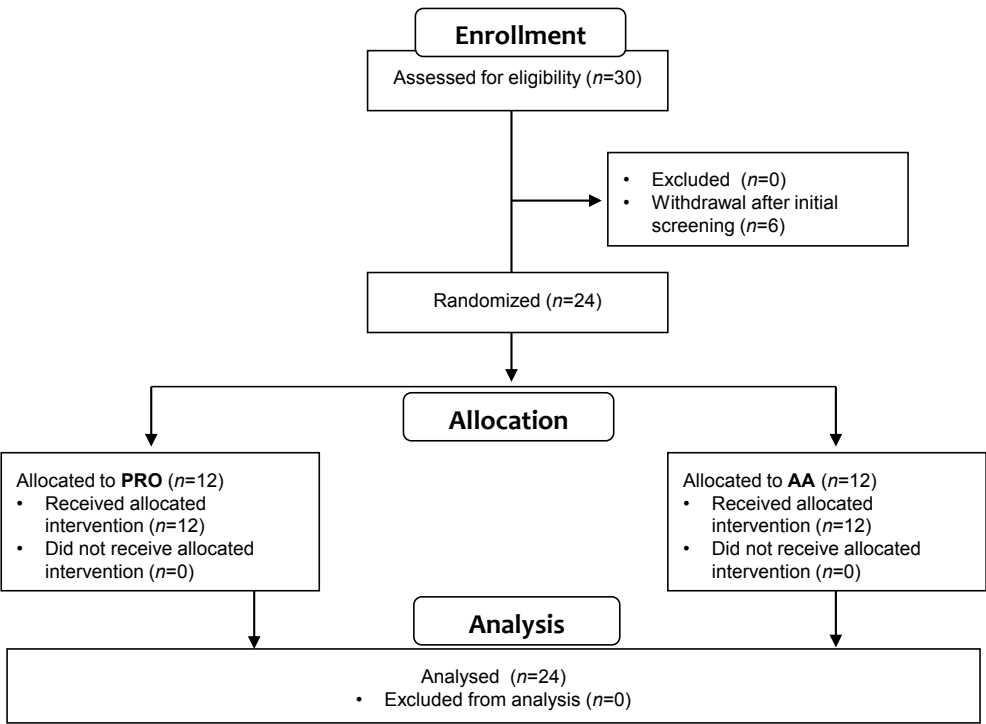 Enrollment
Assessed for eligibility (n=30)
• Excluded (n=0)
• Withdrawal after initial
screening (n=6)
Randomized (n=24)
Allocation
Allocated to PRO (n=12)
• Received allocated
intervention (n=12)
• Did not receive allocated
intervention (n=0)
Allocated to AA (n=12)
• Received allocated
intervention (n=12)
• Did not receive allocated
intervention (n=0)
Analysis
Analysed (n=24)
• Excluded from analysis (n=0)